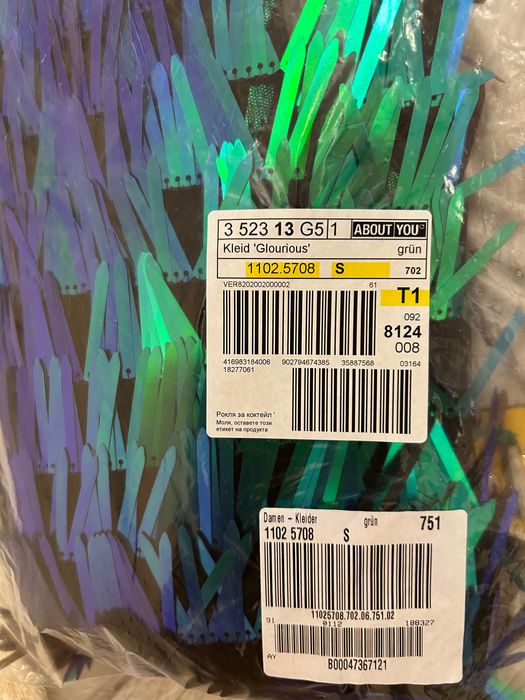 3 523 13 G5 1 ABOUT YOU°
Kleid 'Glourious' grün
1102.5708 S 702
VER8202002000002 61
T1
092
8124
008
416983184006 902794674385 35887568 03164
18277061
Рокля за коктейл '
Моля, оставете този
етикет на продукта
Damen - Kleider grün 751
1102 5708 S
11025708.702.06.751.02
91 0112 188327
AY
B00047367121